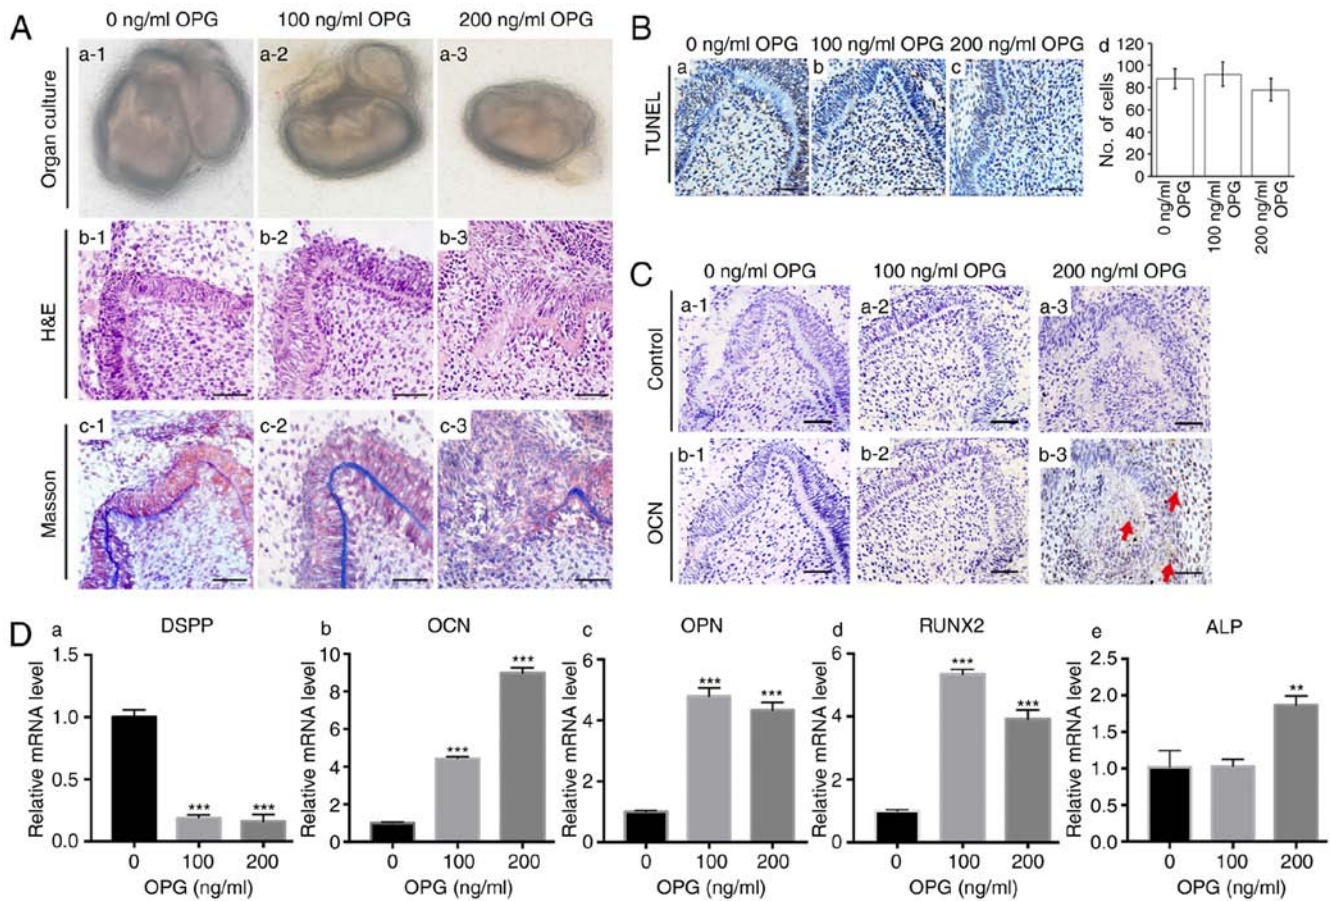 A
0 ng/ml OPG
100 ng/ml OPG
200 ng/ml OPG
Organ culture
a-1
a-2
a-3
H&E
b-1
b-2
b-3
Masson
c-1
c-2
c-3
B
0 ng/ml OPG
100 ng/ml OPG
200 ng/ml OPG
TUNEL
a
b
c
d
No. of cells
120
100
80
60
40
20
0
0 ng/ml
OPG
100 ng/ml
OPG
200 ng/ml
OPG
C
0 ng/ml OPG
100 ng/ml OPG
200 ng/ml OPG
Control
a-1
a-2
a-3
OCN
b-1
b-2
b-3
D
a
DSPP
Relative mRNA level
1.5
1.0
0.5
0.0
***
***
0
100
200
OPG (ng/ml)
b
OCN
Relative mRNA level
10
8
6
4
2
0
***
***
0
100
200
OPG (ng/ml)
c
OPN
Relative mRNA level
6
4
2
0
***
***
0
100
200
OPG (ng/ml)
d
RUNX2
Relative mRNA level
6
4
2
0
***
***
0
100
200
OPG (ng/ml)
e
ALP
Relative mRNA level
2.5
2.0
1.5
1.0
0.5
0.0
**
0
100
200
OPG (ng/ml)